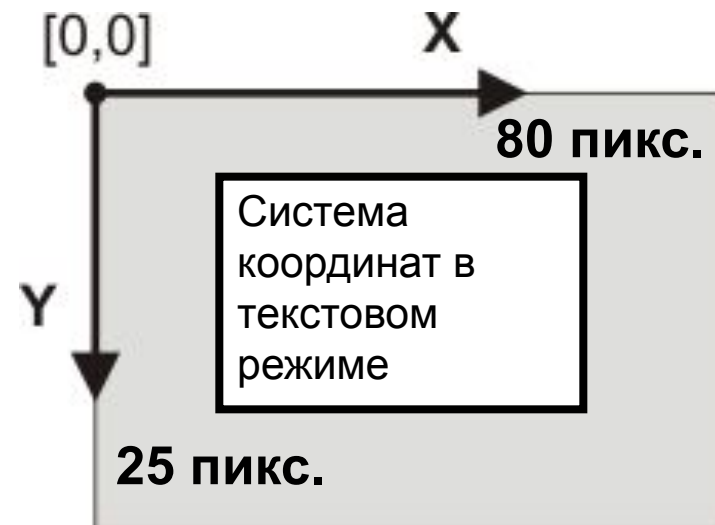 [0,0]
X
80 пикс.
Система
координат в
текстовом
режиме
Y
25 пикс.